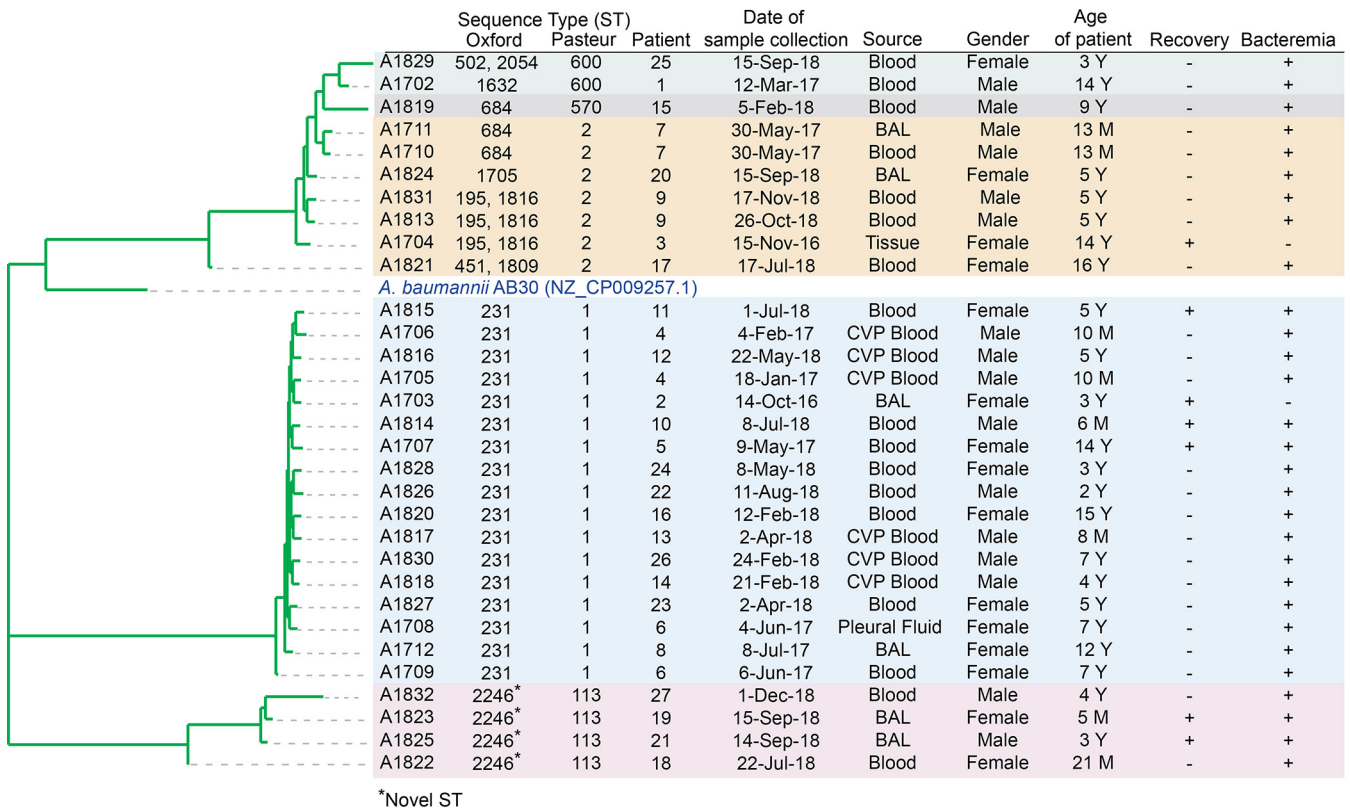 Sequence Type (ST) Date of Age
Oxford Pasteur Patient sample collection Source Gender of patient Recovery Bacteremia
A1829 502, 2054 600 25 15-Sep-18 Blood Female 3 Y - +
A1702 1632 600 1 12-Mar-17 Blood Male 14 Y - +
A1819 684 570 15 5-Feb-18 Blood Male 9 Y - +
A1711 684 2 7 30-May-17 BAL Male 13 M - +
A1710 684 2 7 30-May-17 Blood Male 13 M - +
A1824 1705 2 20 15-Sep-18 BAL Female 5 Y - +
A1831 195, 1816 2 9 17-Nov-18 Blood Male 5 Y - +
A1813 195, 1816 2 9 26-Oct-18 Blood Male 5 Y - +
A1704 195, 1816 2 3 15-Nov-16 Tissue Female 14 Y + -
A1821 451, 1809 2 17 17-Jul-18 Blood Female 16 Y - +
A. baumannii AB30 (NZ_CP009257.1)
A1815 231 1 11 1-Jul-18 Blood Female 5 Y + +
A1706 231 1 4 4-Feb-17 CVP Blood Male 10 M - +
A1816 231 1 12 22-May-18 CVP Blood Male 5 Y - +
A1705 231 1 4 18-Jan-17 CVP Blood Male 10 M - +
A1703 231 1 2 14-Oct-16 BAL Female 3 Y + -
A1814 231 1 10 8-Jul-18 Blood Male 6 M + +
A1707 231 1 5 9-May-17 Blood Female 14 Y + +
A1828 231 1 24 8-May-18 Blood Female 3 Y - +
A1826 231 1 22 11-Aug-18 Blood Male 2 Y - +
A1820 231 1 16 12-Feb-18 Blood Female 15 Y - +
A1817 231 1 13 2-Apr-18 CVP Blood Male 8 M - +
A1830 231 1 26 24-Feb-18 CVP Blood Male 7 Y - +
A1818 231 1 14 21-Feb-18 CVP Blood Male 4 Y - +
A1827 231 1 23 2-Apr-18 Blood Female 5 Y - +
A1708 231 1 6 4-Jun-17 Pleural Fluid Female 7 Y - +
A1712 231 1 8 8-Jul-17 BAL Female 12 Y - +
A1709 231 1 6 6-Jun-17 Blood Female 7 Y - +
A1832 2246* 113 27 1-Dec-18 Blood Male 4 Y - +
A1823 2246* 113 19 15-Sep-18 BAL Female 5 M + +
A1825 2246* 113 21 14-Sep-18 BAL Male 3 Y + +
A1822 2246* 113 18 22-Jul-18 Blood Female 21 M - +
*Novel ST